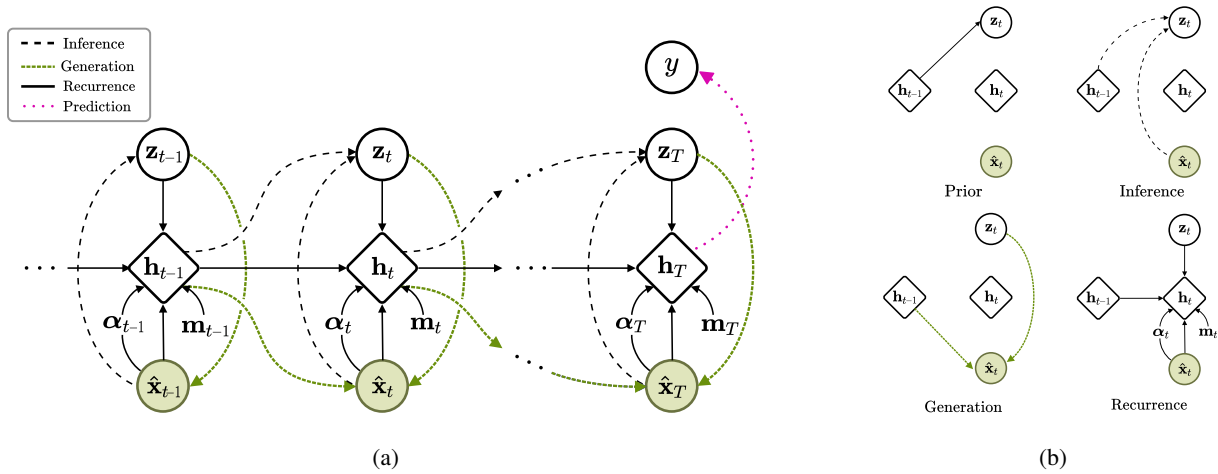 Inference
Generation
Recurrence
Prediction
y
z_{t-1}
z_t
z_T
· · ·
· · ·
h_{t-1}
h_t
· · ·
h_T
α_{t-1}
m_{t-1}
α_t
m_t
α_T
m_T
· · ·
x̂_{t-1}
x̂_t
x̂_T
(a)
z_t
h_{t-1}
h_t
x̂_t
Prior
z_t
h_{t-1}
h_t
x̂_t
Inference
z_t
h_{t-1}
h_t
x̂_t
Generation
z_t
h_{t-1}
h_t
α_t
m_t
x̂_t
Recurrence
(b)